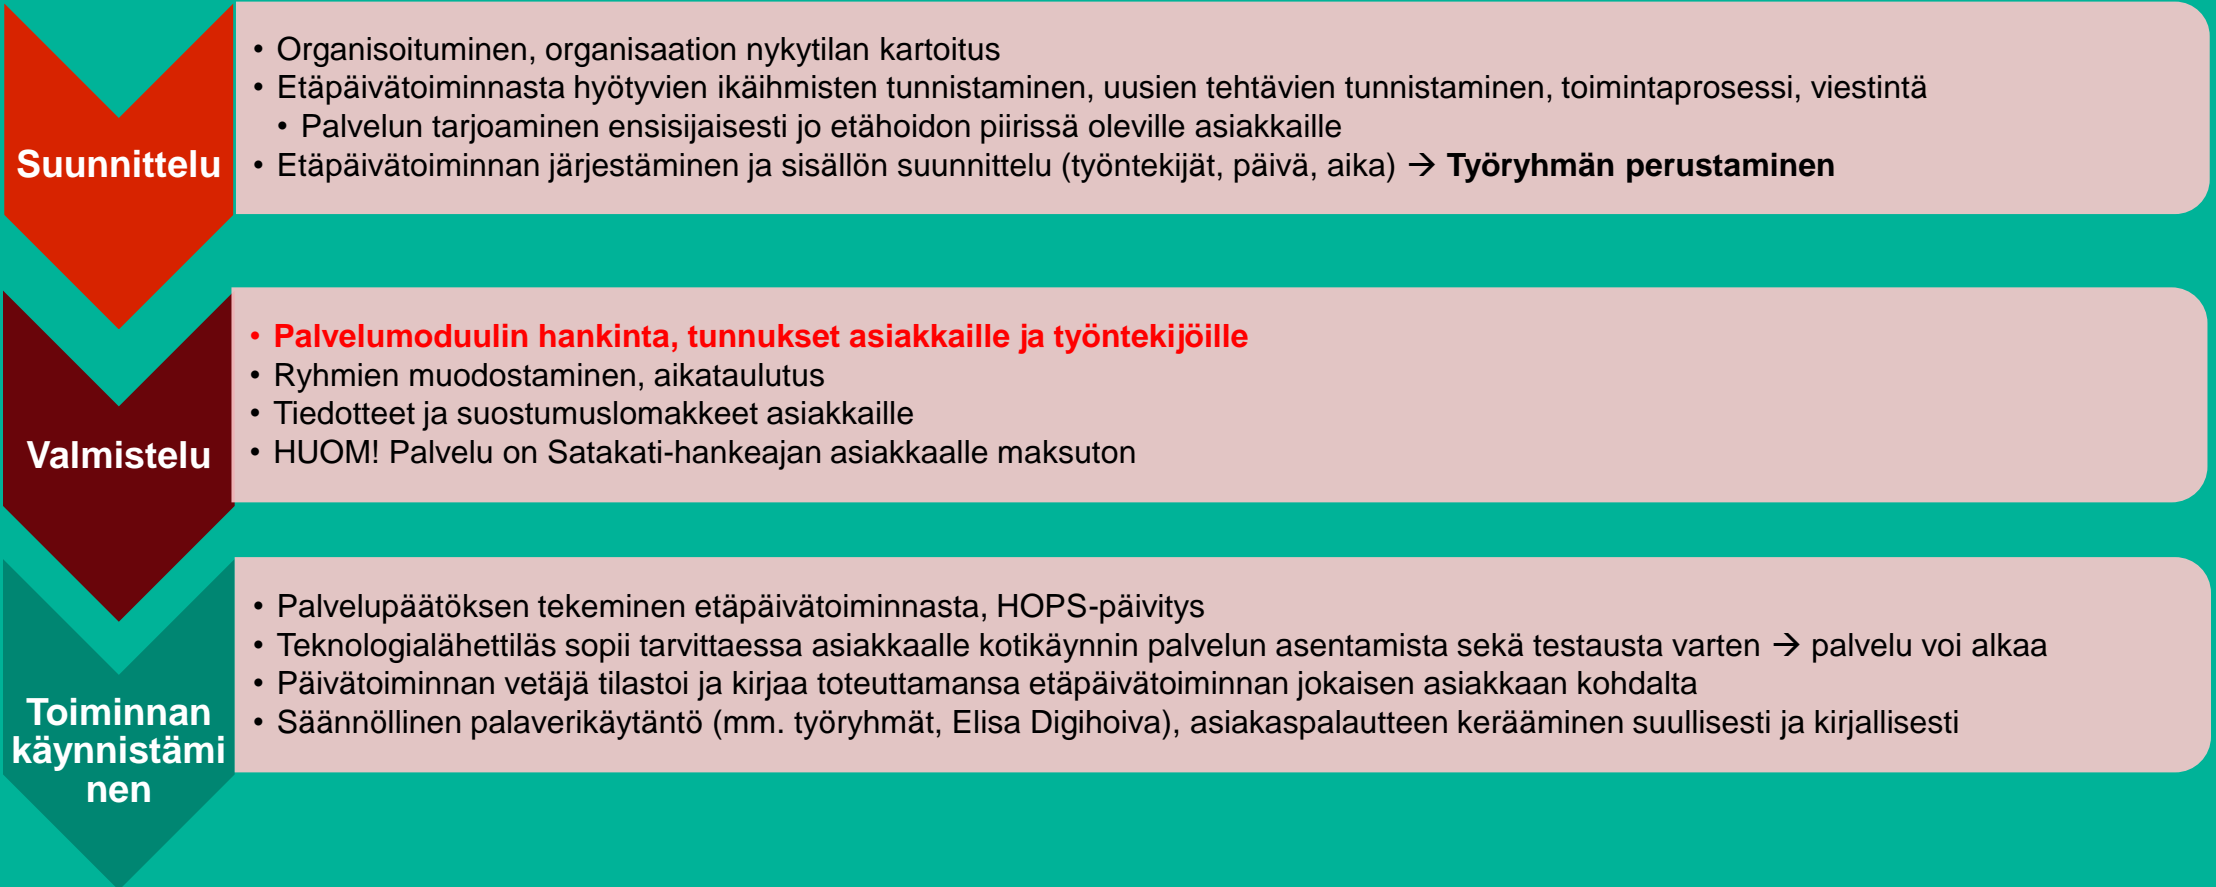 Suunnittelu
• Organisoituminen, organisaation nykytilan kartoitus
• Etäpäivätoiminnasta hyötyvien ikäihmisten tunnistaminen, uusien tehtävien tunnistaminen, toimintaprosessi, viestintä
• Palvelun tarjoaminen ensisijaisesti jo etähoidon piirissä oleville asiakkaille
• Etäpäivätoiminnan järjestäminen ja sisällön suunnittelu (työntekijät, päivä, aika) → Työryhmän perustaminen
Valmistelu
• Palvelumoduulin hankinta, tunnukset asiakkaille ja työntekijöille
• Ryhmien muodostaminen, aikataulutus
• Tiedotteet ja suostumuslomakkeet asiakkaille
• HUOM! Palvelu on Satakati-hankeajan asiakkaalle maksuton
Toiminnan
käynnistämi
nen
• Palvelupäätöksen tekeminen etäpäivätoiminnasta, HOPS-päivitys
• Teknologialähettiläs sopii tarvittaessa asiakkaalle kotikäynnin palvelun asentamista sekä testausta varten → palvelu voi alkaa
• Päivätoiminnan vetäjä tilastoi ja kirjaa toteuttamansa etäpäivätoiminnan jokaisen asiakkaan kohdalta
• Säännöllinen palaverikäytäntö (mm. työryhmät, Elisa Digihoiva), asiakaspalautteen kerääminen suullisesti ja kirjallisesti